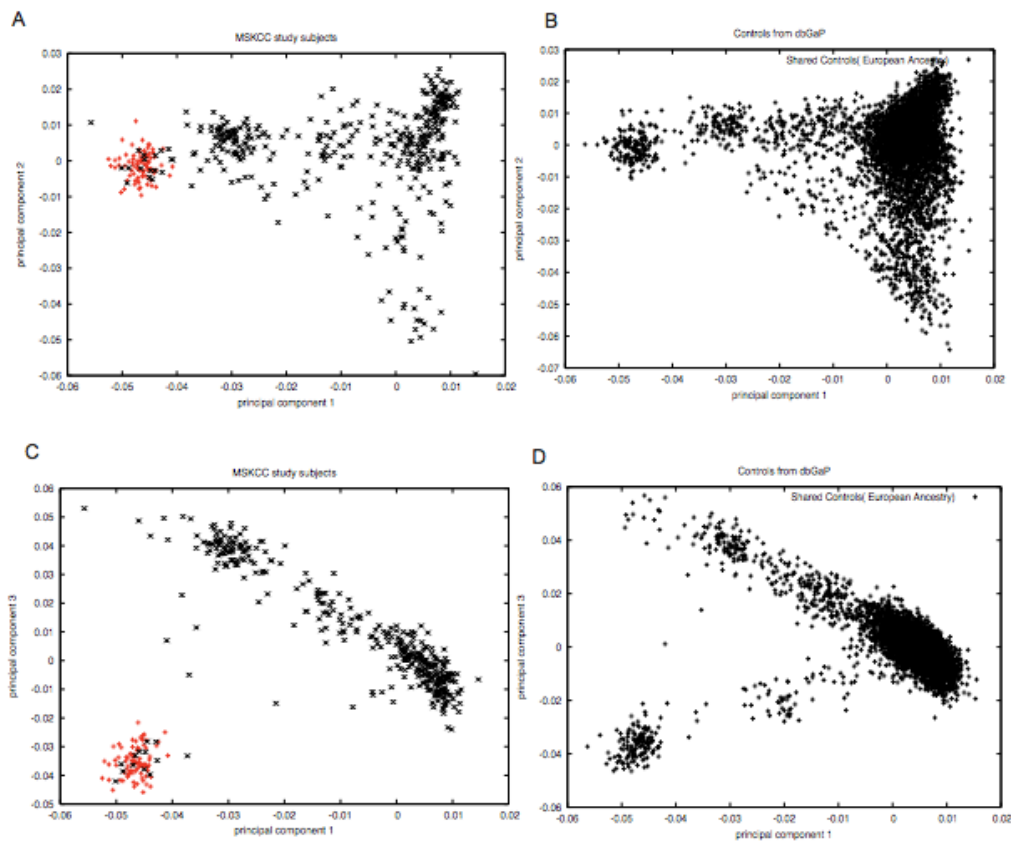 A
MSKCC study subjects
0.03
0.02
0.01
0
-0.01
-0.02
-0.03
-0.04
-0.05
-0.06
principal component 2
-0.06 -0.05 -0.04 -0.03 -0.02 -0.01 0 0.01 0.02
principal component 1
B
Controls from dbGaP
Shared Controls( European Ancestry)
0.03
0.02
0.01
0
-0.01
-0.02
-0.03
-0.04
-0.05
-0.06
-0.07
principal component 2
-0.06 -0.05 -0.04 -0.03 -0.02 -0.01 0 0.01 0.02
principal component 1
C
MSKCC study subjects
0.06
0.05
0.04
0.03
0.02
0.01
0
-0.01
-0.02
-0.03
-0.04
-0.05
principal component 3
-0.06 -0.05 -0.04 -0.03 -0.02 -0.01 0 0.01 0.02
principal component 1
D
Controls from dbGaP
Shared Controls( European Ancestry)
0.06
0.04
0.02
0
-0.02
-0.04
-0.06
principal component 3
-0.06 -0.05 -0.04 -0.03 -0.02 -0.01 0 0.01 0.02
principal component 1